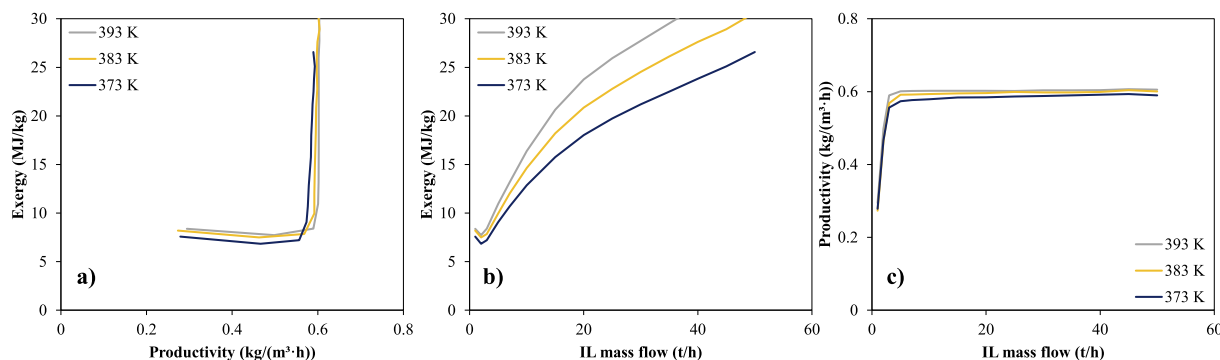 30
25
20
15
10
5
0
Exergy (MJ/kg)
393 K
383 K
373 K
a)
0
0.2
0.4
0.6
0.8
Productivity (kg/(m³·h))
30
25
20
15
10
5
0
Exergy (MJ/kg)
393 K
383 K
373 K
b)
0
20
40
60
IL mass flow (t/h)
0.8
0.6
0.4
0.2
0
Productivity (kg/(m³·h))
393 K
383 K
373 K
c)
0
20
40
60
IL mass flow (t/h)